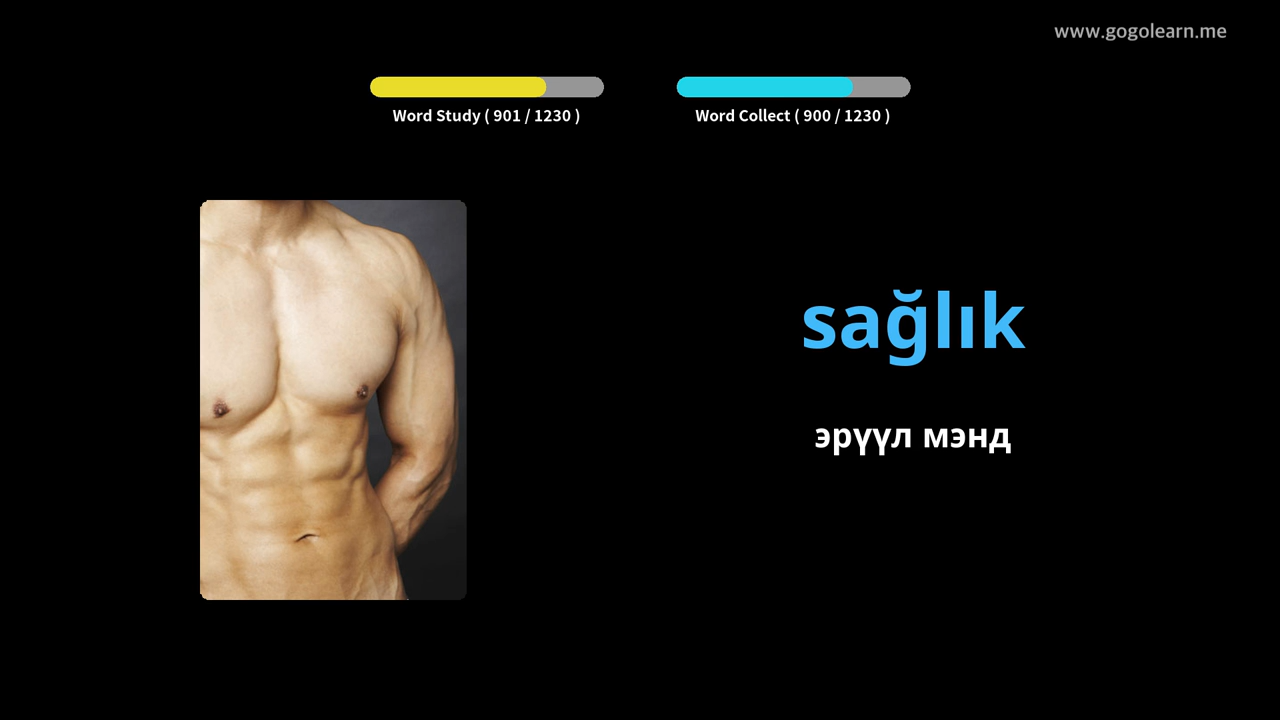 www.gogolearn.me
Word Study ( 901 / 1230 )
Word Collect ( 900 / 1230 )
sağlık
эрүүл мэнд